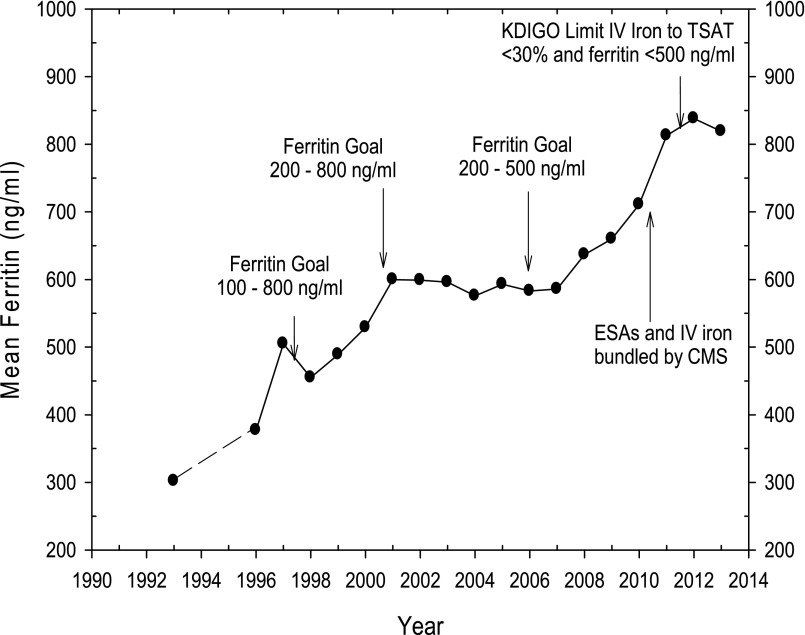 1000
900
800
700
600
500
400
300
200
Mean Ferritin (ng/ml)
KDIGO Limit IV Iron to TSAT
<30% and ferritin <500 ng/ml)
Ferritin Goal
200 - 800 ng/ml
Ferritin Goal
200 - 500 ng/ml
Ferritin Goal
100 - 800 ng/ml)
ESAs and IV iron
bundled by CMS
1000
900
800
700
600
500
400
300
200
1990 1992 1994 1996 1998 2000 2002 2004 2006 2008 2010 2012 2014
Year